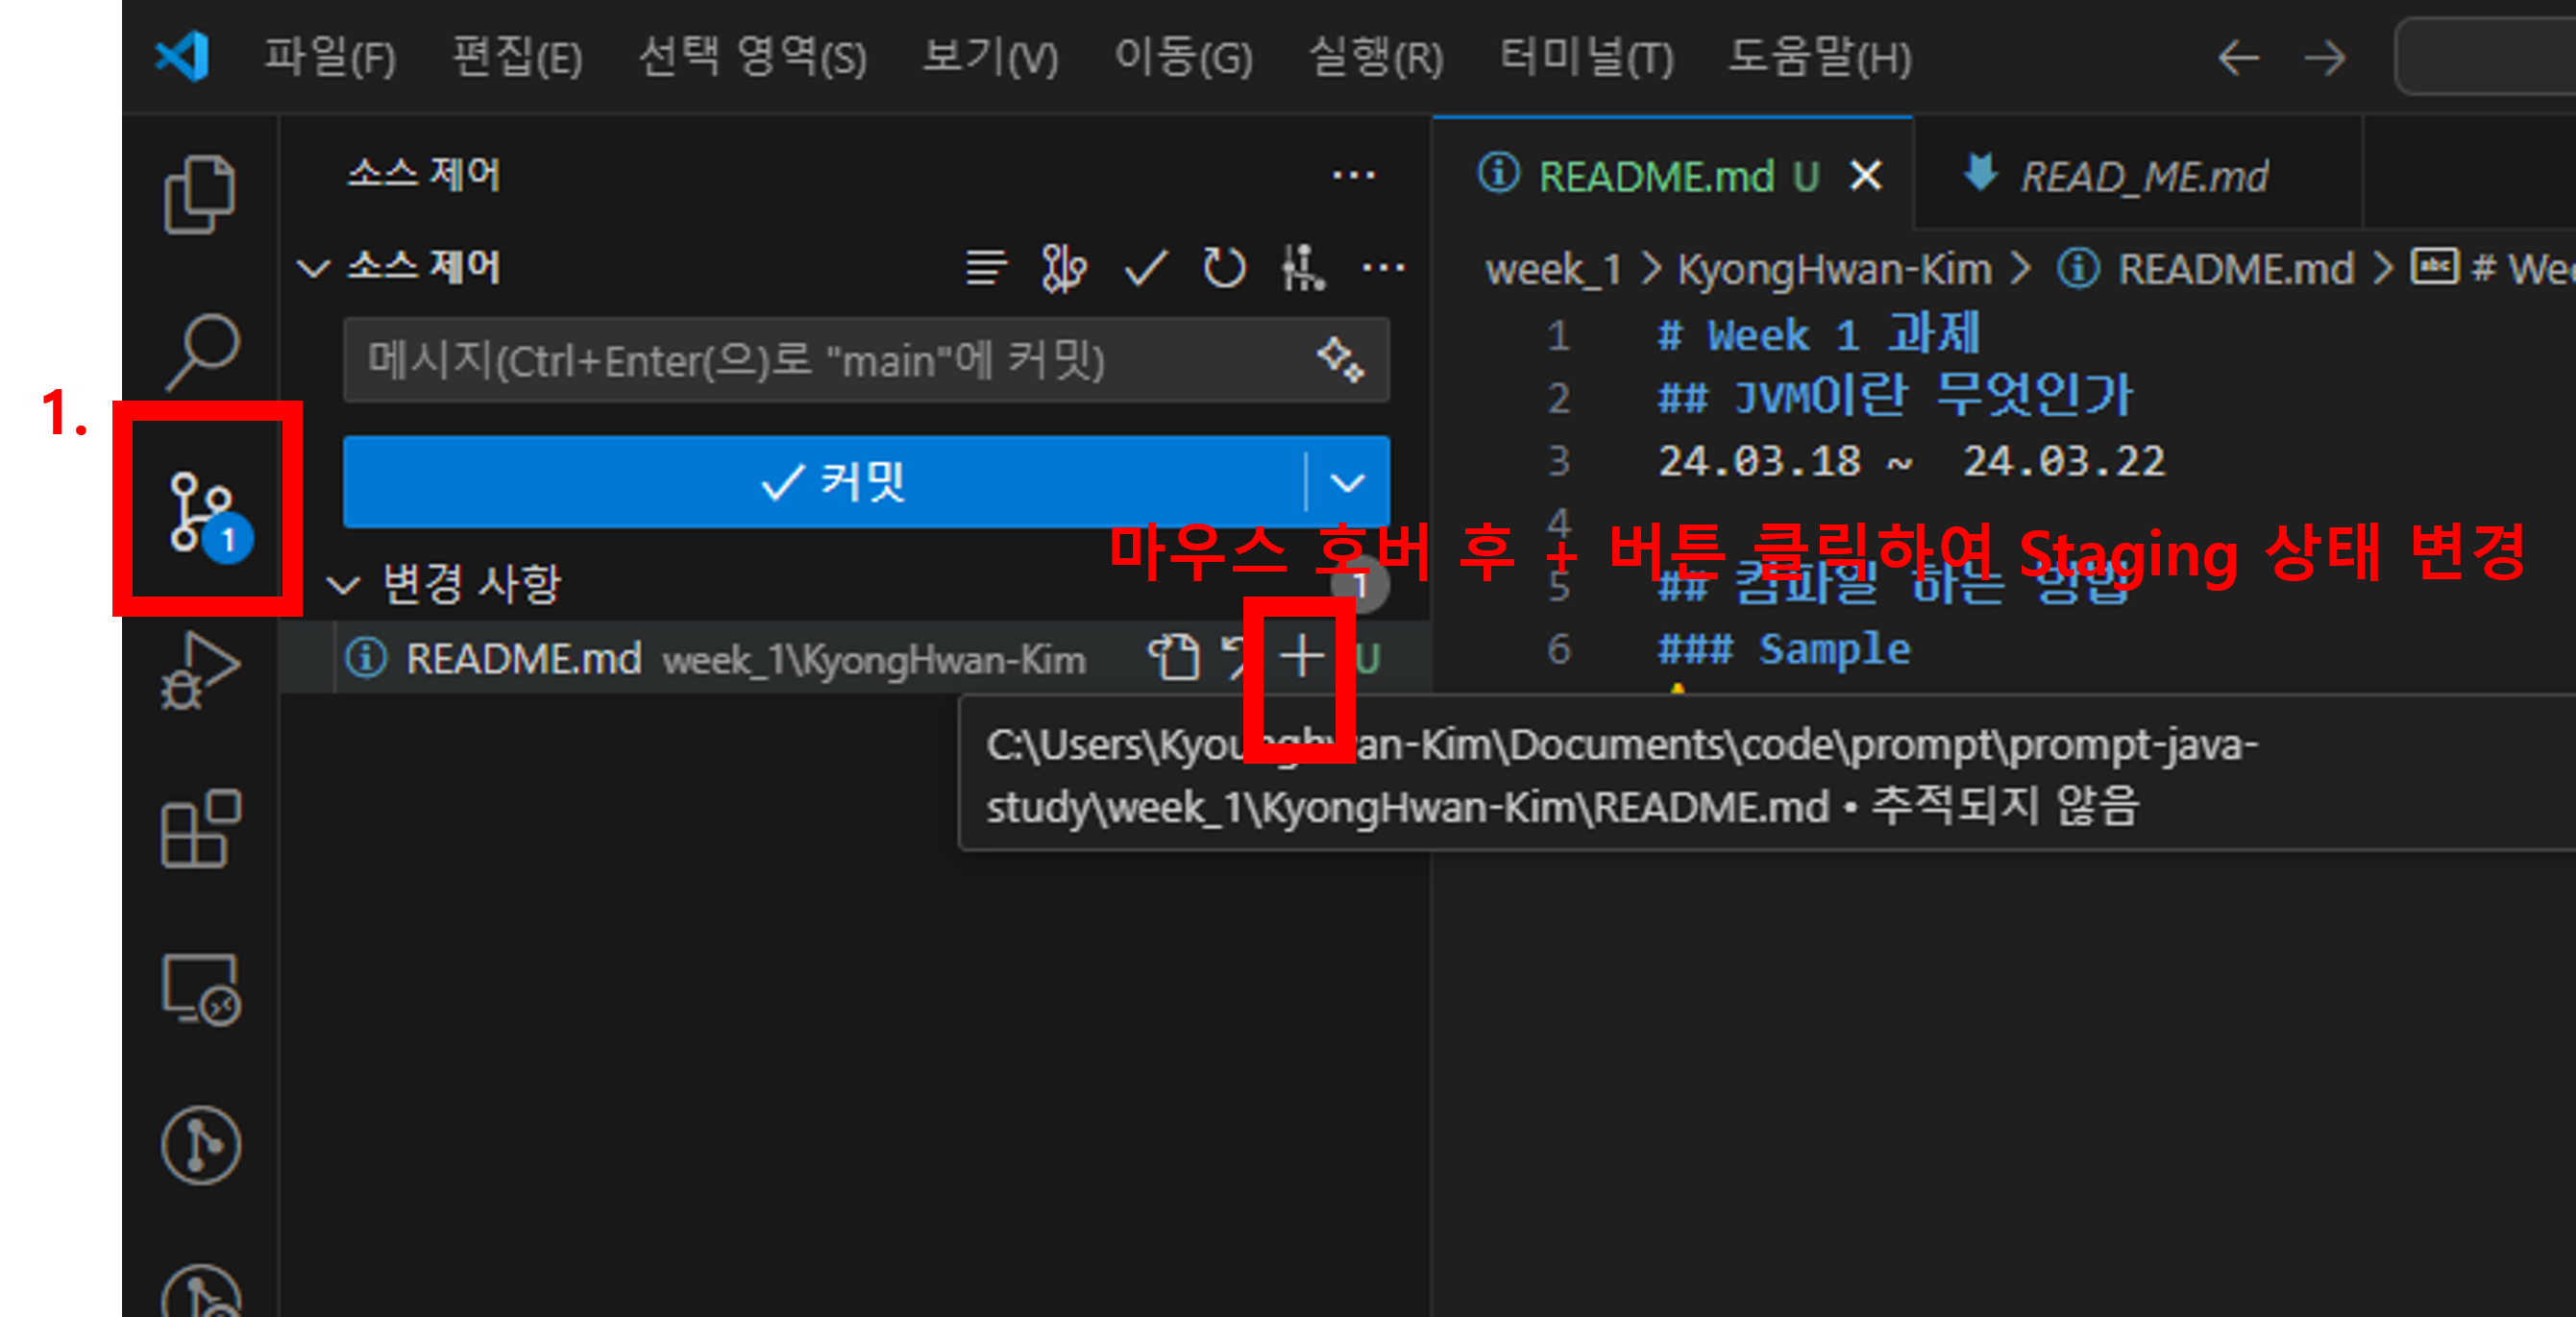 파일(F) 편집(E) 선택 영역(S) 보기(V) 이동(G) 실행(R) 터미널(T) 도움말(H)
소스 제어
소스 제어
메시지(Ctrl+Enter(으)로 "main"에 커밋)
커밋
변경 사항 1
README.md week_1\KyongHwan-Kim U
1.
1
마우스 호버 후 + 버튼 클릭하여 Staging 상태 변경
README.md U READ_ME.md
week_1 > KyongHwan-Kim > README.md > abc # Wee
1 # Week 1 과제
2 ## JVM이란 무엇인가
3 24.03.18 ~ 24.03.22
4
5 ## 컴파일 하는 방법
6 ### Sample
C:\Users\Kyounghwan-Kim\Documents\code\prompt\prompt-java-
study\week_1\KyongHwan-Kim\README.md • 추적되지 않음